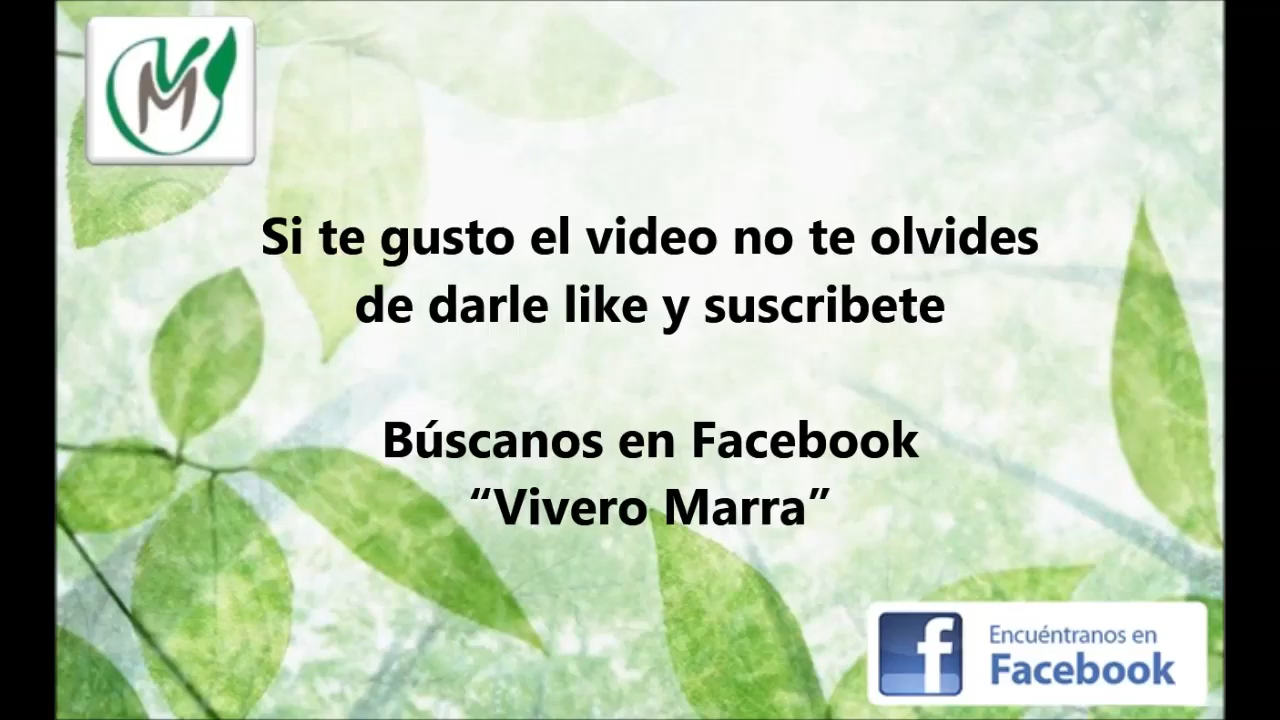 VM
Si te gusto el video no te olvides
de darle like y suscribete
Búscanos en Facebook
“Vivero Marra”
f
Encuéntranos en
Facebook